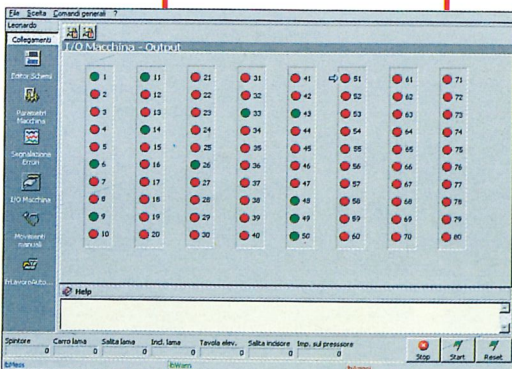 File Scelta Comandi generali ?
Leonardo
Collegamenti
I/O Macchina - Output
Editor Schemi
Parametri Macchina
Segnalazione Errori
I/O Macchina
Movimenti manuali
1 11 21 31 41 51 61 71
2 12 22 32 42 52 62 72
3 13 23 33 43 53 63 73
4 14 24 34 44 54 64 74
5 15 25 35 45 55 65 75
6 16 26 36 46 56 66 76
7 17 27 37 47 57 67 77
8 18 28 38 48 58 68 78
9 19 29 39 49 59 69 79
10 20 30 40 50 60 70 80
Help
Spintore Carro lama Salita lama Incl. lama Tavola elev. Salita incisore Imp. sul pressore
0 0 0 0 0 0 0
Stop Start Reset